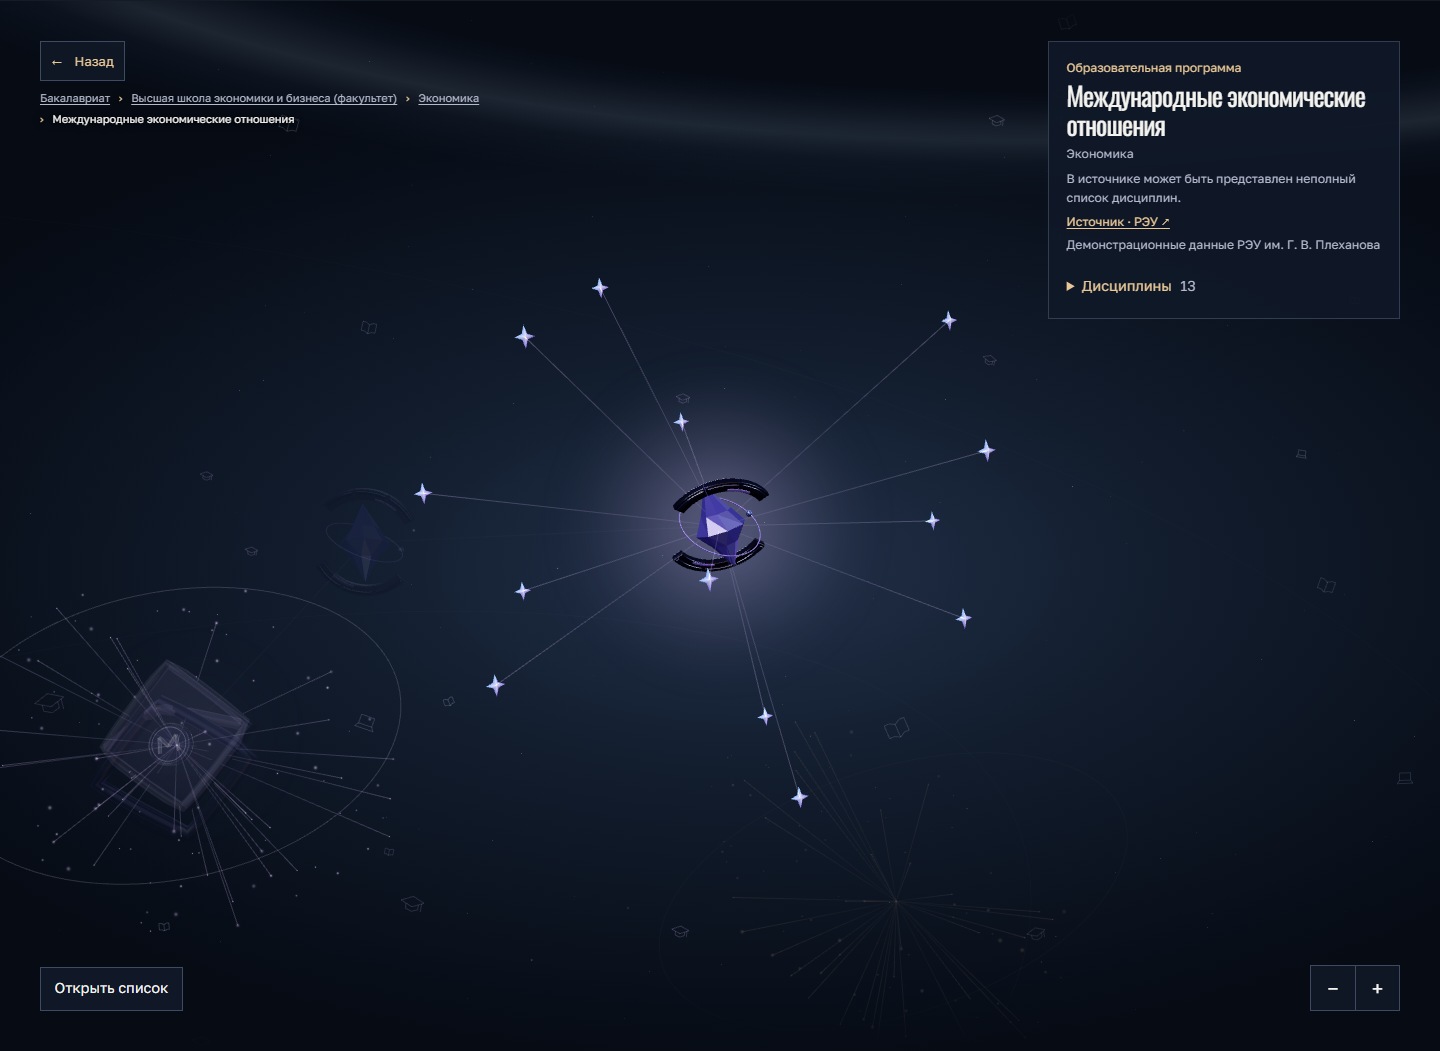 ← Назад
Бакалавриат › Высшая школа экономики и бизнеса (факультет) › Экономика
› Международные экономические отношения
Образовательная программа
Международные экономические
отношения
Экономика
В источнике может быть представлен неполный
список дисциплин.
Источник · РЭУ ↗
Демонстрационные данные РЭУ им. Г. В. Плеханова
▶ Дисциплины 13
M
Открыть список
− +